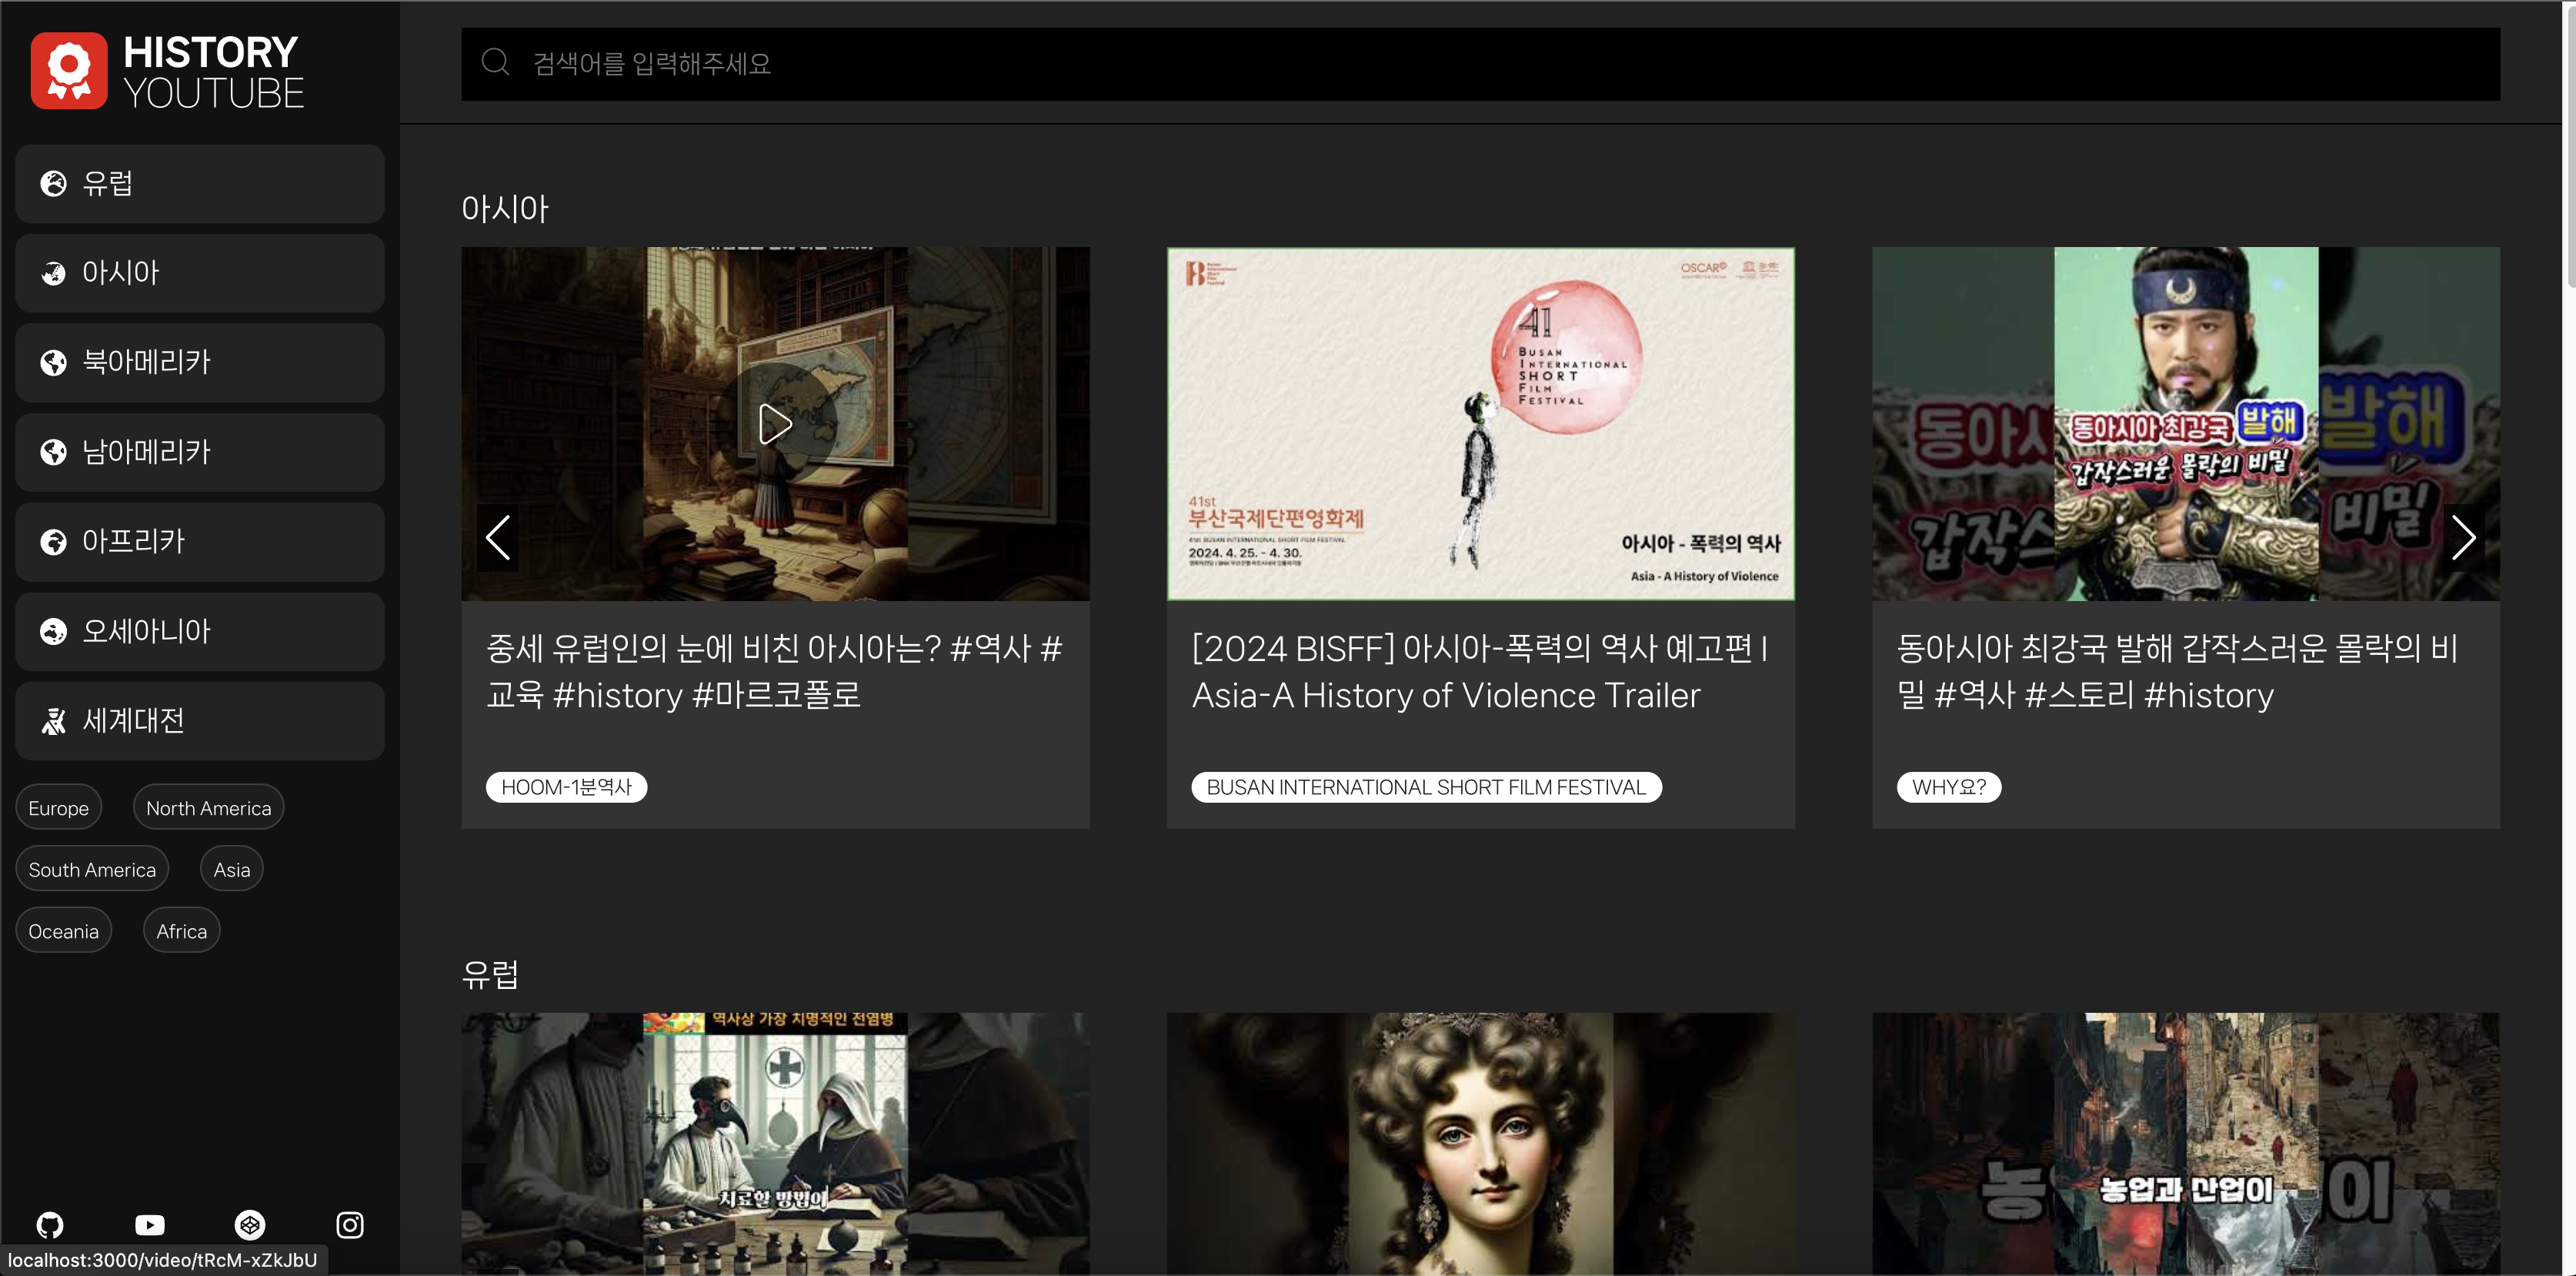 HISTORY
YOUTUBE
검색어를 입력해주세요
유럽
아시아
북아메리카
남아메리카
아프리카
오세아니아
세계대전
Europe
North America
South America
Asia
Oceania
Africa
localhost:3000/video/tRcM-xZkJbU
아시아
중세 유럽인의 눈에 비친 아시아는? #역사 #
교육 #history #마르코폴로
HOOM-1분역사
Busan
International
Short
Film
Festival
OSCAR
41
BUSAN
INTERNATIONAL
SHORT
FILM
FESTIVAL
41st
부산국제단편영화제
41st BUSAN INTERNATIONAL SHORT FILM FESTIVAL
2024. 4. 25. - 4. 30.
아시아 - 폭력의 역사
Asia - A History of Violence
[2024 BISFF] 아시아-폭력의 역사 예고편 l
Asia-A History of Violence Trailer
BUSAN INTERNATIONAL SHORT FILM FESTIVAL
동아시아 최강국 발해
갑작스러운 몰락의 비밀
동아시아 최강국 발해 갑작스러운 몰락의 비
밀 #역사 #스토리 #history
WHY요?
유럽
역사상 가장 치명적인 전염병
치료할 방법이
농업과 산업이